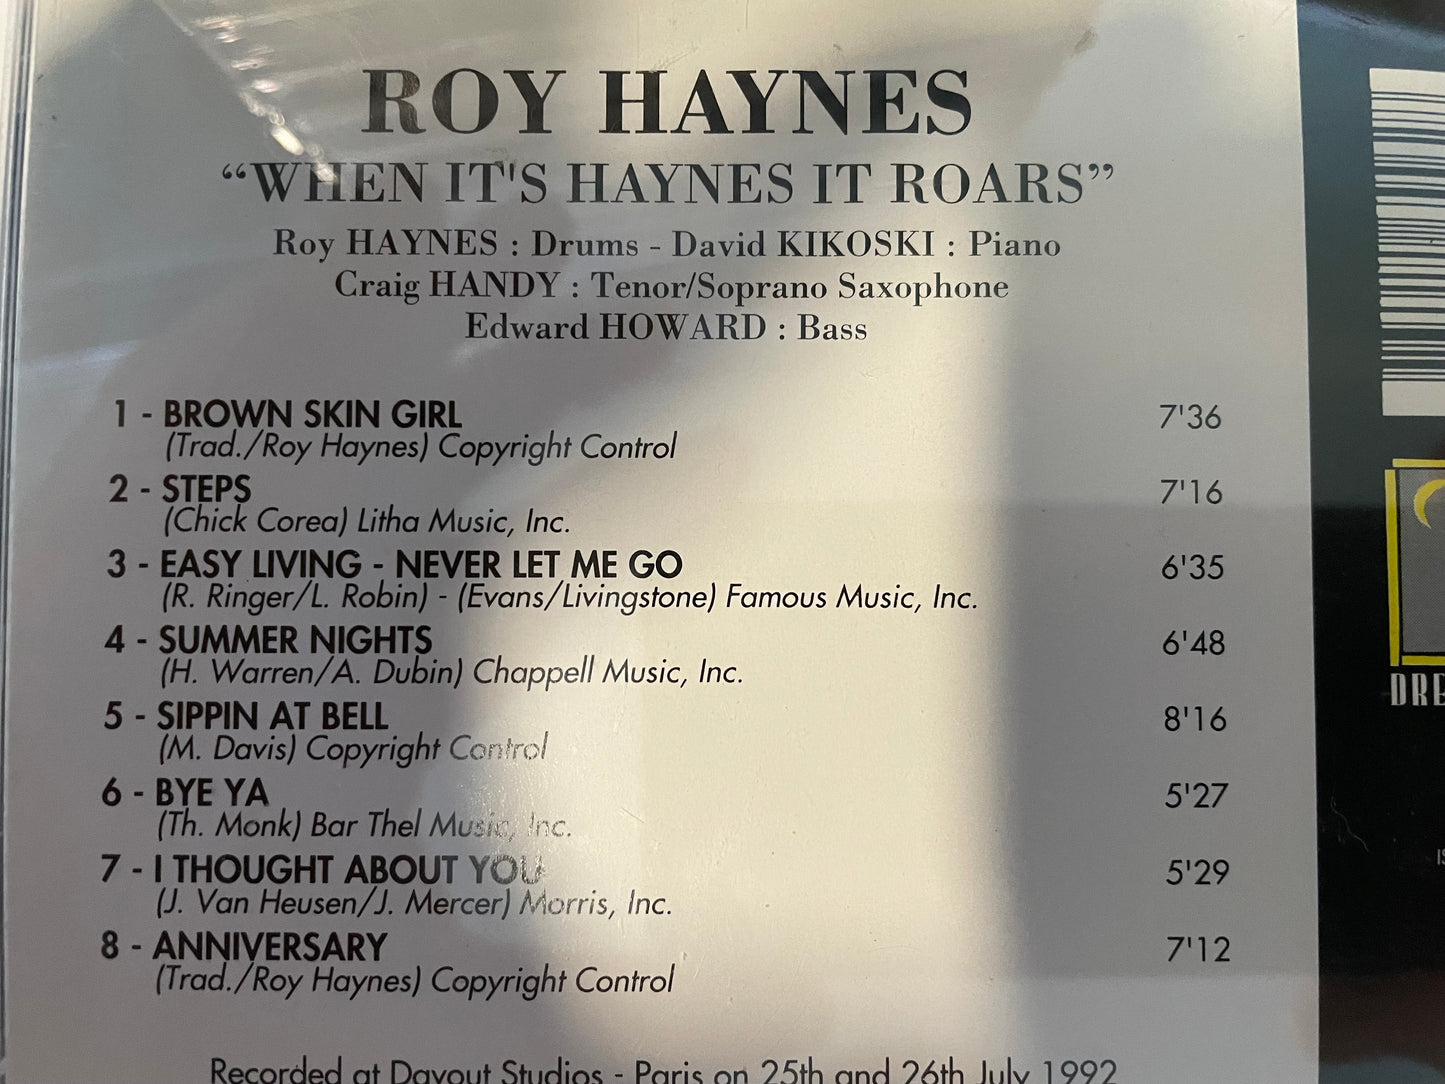 ROY HAYNES
“WHEN IT'S HAYNES IT ROARS”
Roy HAYNES : Drums - David KIKOSKI : Piano
Craig HANDY : Tenor/Soprano Saxophone
Edward HOWARD : Bass
1 - BROWN SKIN GIRL 7'36
(Trad./Roy Haynes) Copyright Control
2 - STEPS 7'16
(Chick Corea) Litha Music, Inc.
3 - EASY LIVING - NEVER LET ME GO 6'35
(R. Ringer/L. Robin) - (Evans/Livingstone) Famous Music, Inc.
4 - SUMMER NIGHTS 6'48
(H. Warren/A. Dubin) Chappell Music, Inc.
5 - SIPPIN AT BELL 8'16
(M. Davis) Copyright Control
6 - BYE YA 5'27
(Th. Monk) Bar Thel Music, Inc.
7 - I THOUGHT ABOUT YOU 5'29
(J. Van Heusen/J. Mercer) Morris, Inc.
8 - ANNIVERSARY 7'12
(Trad./Roy Haynes) Copyright Control
Recorded at Davout Studios - Paris on 25th and 26th July 1992
DRE